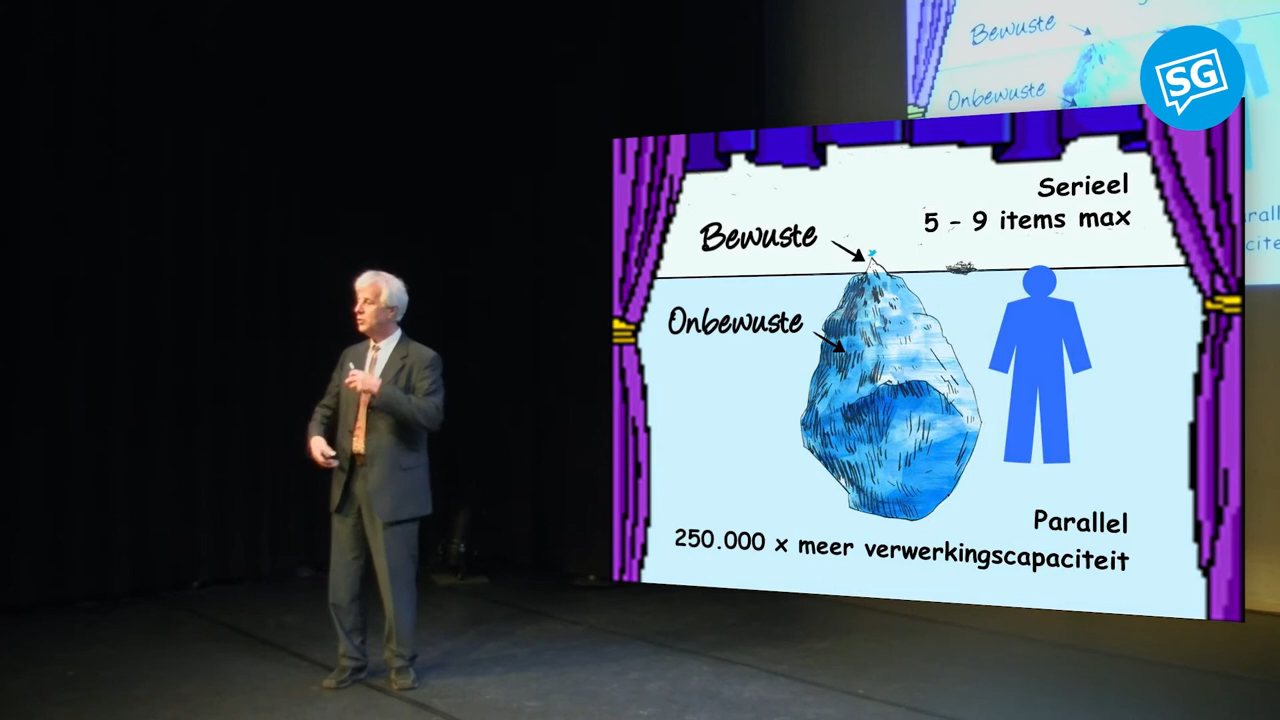 Bewuste
Onbewuste
SG
Serieel
5 - 9 items max
Bewuste
Onbewuste
Parallel
250.000 x meer verwerkingscapaciteit